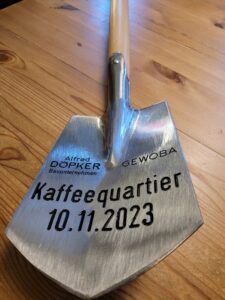 Alfred
DÖPKER
Bauunternehmen
GEWOBA
Kaffeequartier
10.11.2023